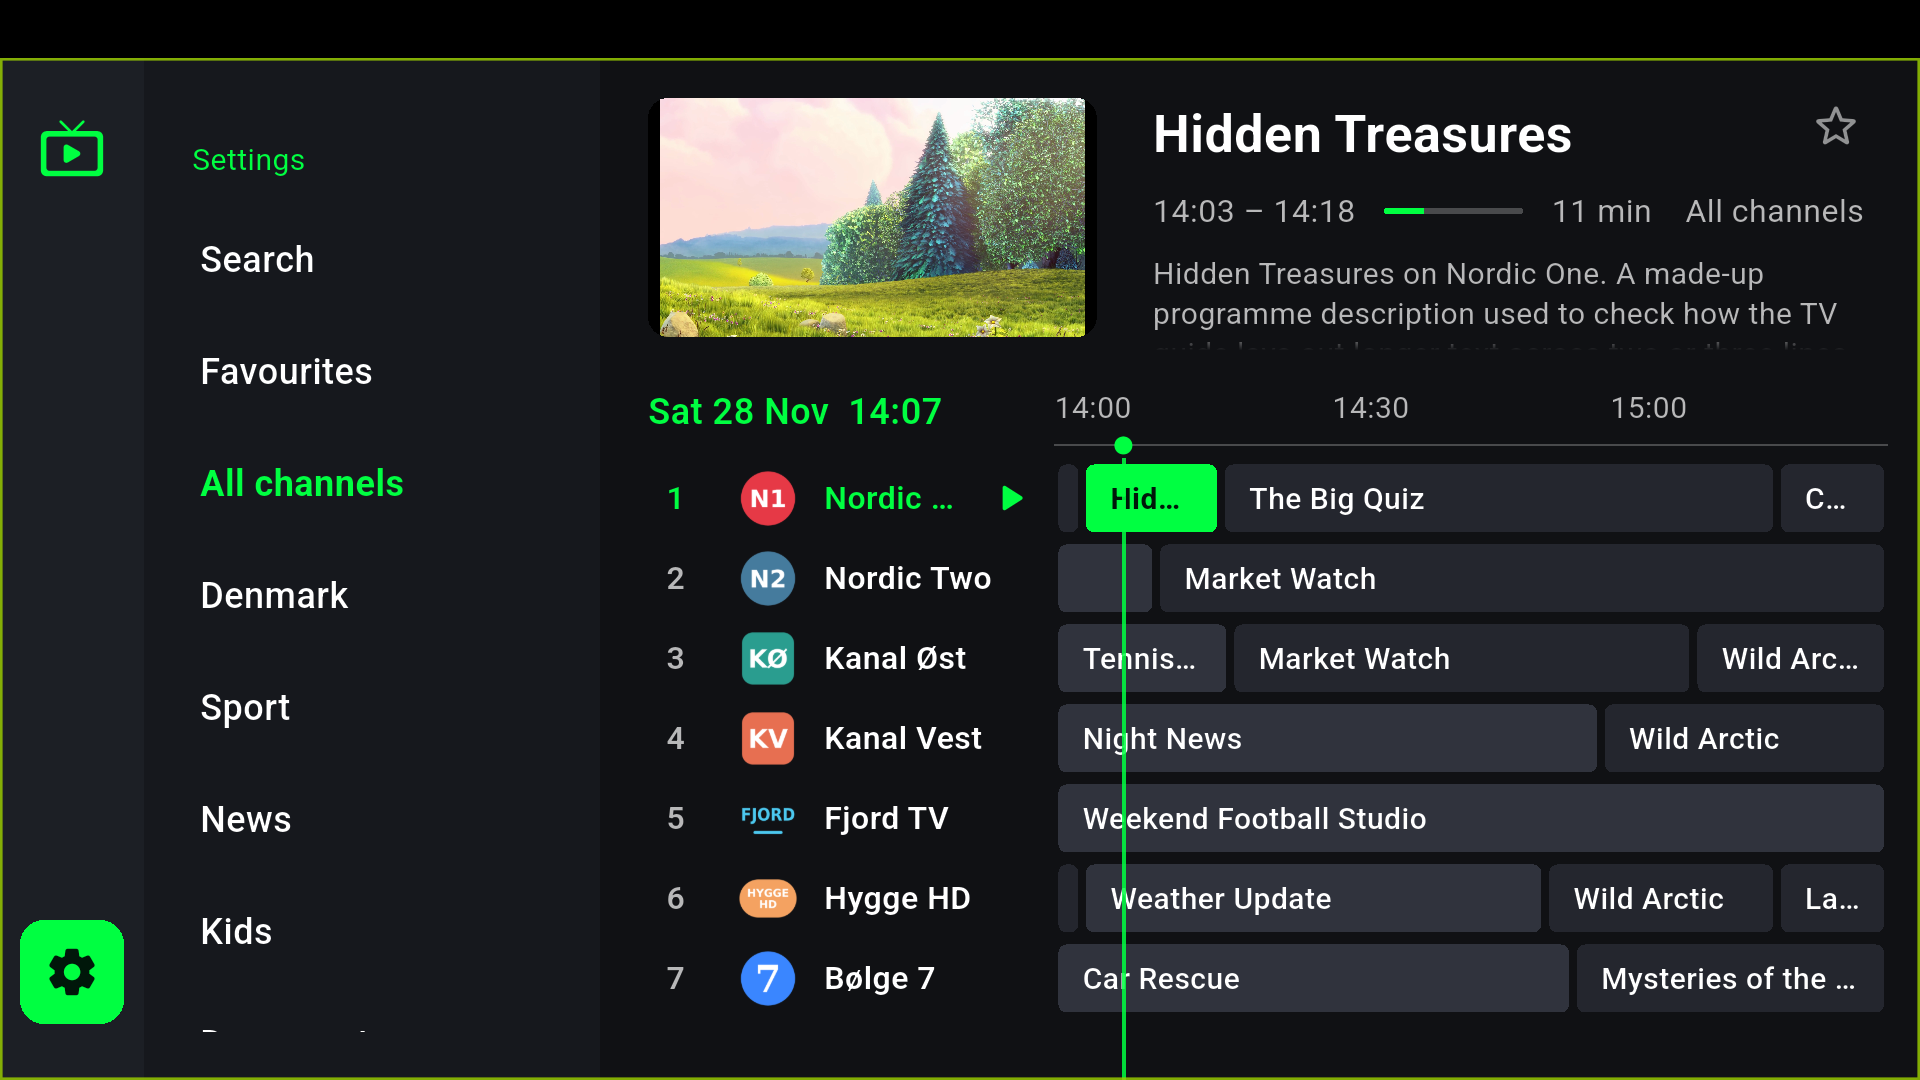 Settings
Search
Favourites
All channels
Denmark
Sport
News
Kids
Hidden Treasures
14:03 – 14:18 11 min All channels
Hidden Treasures on Nordic One. A made-up
programme description used to check how the TV
Sat 28 Nov 14:07 14:00 14:30 15:00
1 N1 Nordic ... Hid... The Big Quiz C...
2 N2 Nordic Two Market Watch
3 KØ Kanal Øst Tennis... Market Watch Wild Arc...
4 KV Kanal Vest Night News Wild Arctic
5 FJORD Fjord TV Weekend Football Studio
6 HYGGE HD Hygge HD Weather Update Wild Arctic La...
7 7 Bølge 7 Car Rescue Mysteries of the ...